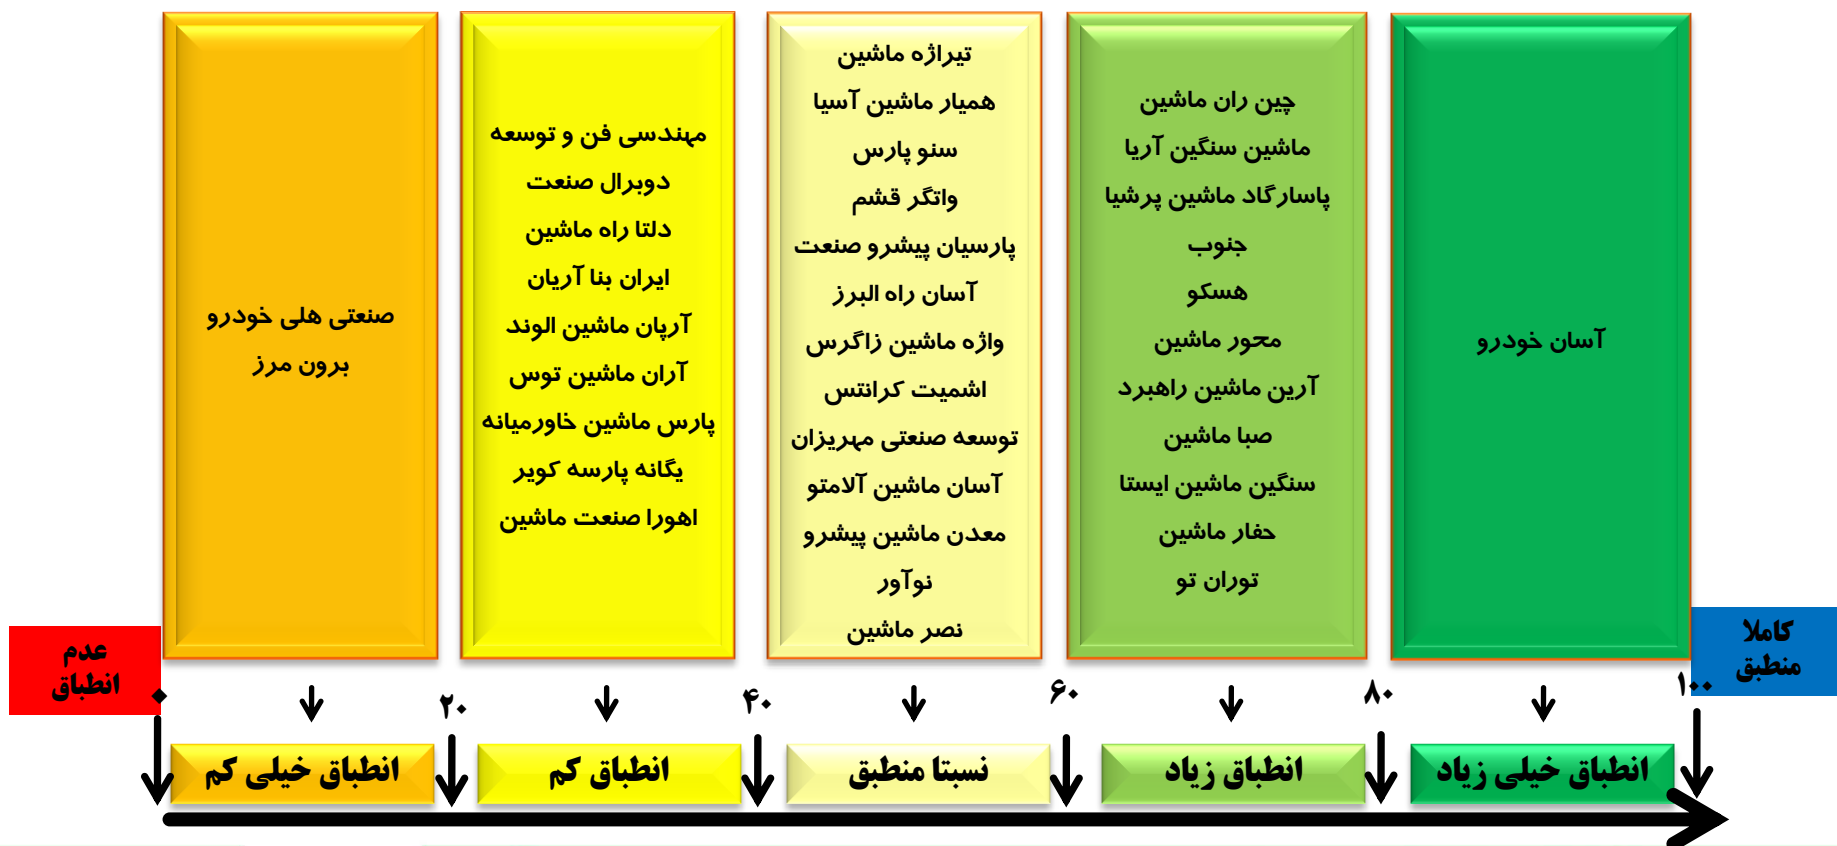 آسان خودرو
چین ران ماشین
ماشین سنگین آریا
پاسارگاد ماشین پرشیا
جنوب
هسکو
محور ماشین
آرین ماشین راهبرد
صبا ماشین
سنگین ماشین ایستا
حفار ماشین
توران تو
تیراژه ماشین
همیار ماشین آسیا
سنو پارس
واتگر قشم
پارسیان پیشرو صنعت
آسان راه البرز
واژه ماشین زاگرس
اشمیت کرانتس
توسعه صنعتی مهریزان
آسان ماشین آلامتو
معدن ماشین پیشرو
نوآور
نصر ماشین
مهندسی فن و توسعه
دوبرال صنعت
دلتا راه ماشین
ایران بنا آریان
آرپان ماشین الوند
آران ماشین توس
پارس ماشین خاورمیانه
یگانه پارسه کویر
اهورا صنعت ماشین
صنعتی هلی خودرو
برون مرز
کاملا
منطبق
عدم
انطباق
۱۰۰
۸۰
۶۰
۴۰
۲۰
۰
انطباق خیلی زیاد
انطباق زیاد
نسبتا منطبق
انطباق کم
انطباق خیلی کم